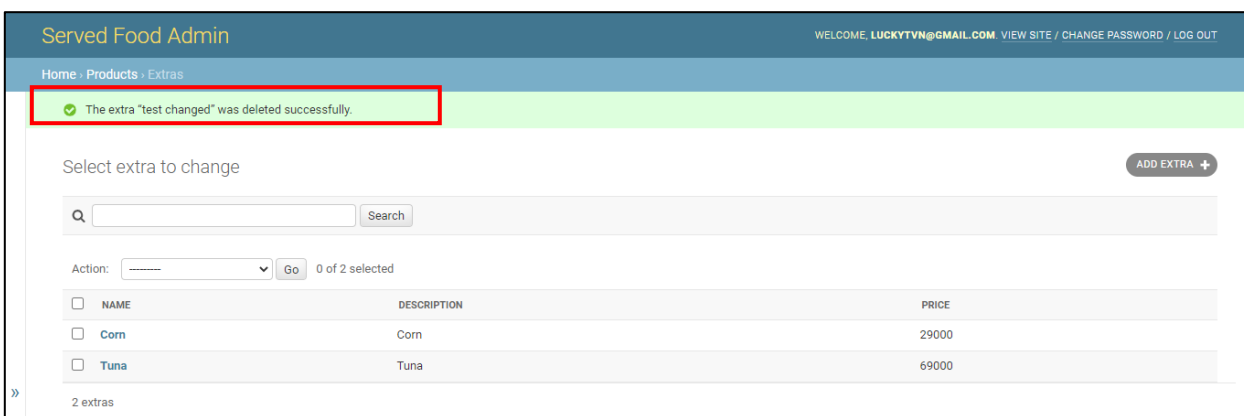 Served Food Admin
WELCOME, LUCKYTVN@GMAIL.COM. VIEW SITE / CHANGE PASSWORD / LOG OUT
Home › Products › Extras
The extra “test changed” was deleted successfully.
Select extra to change
ADD EXTRA +
Search
Action: --------- Go 0 of 2 selected
NAME DESCRIPTION PRICE
Corn Corn 29000
Tuna Tuna 69000
»
2 extras